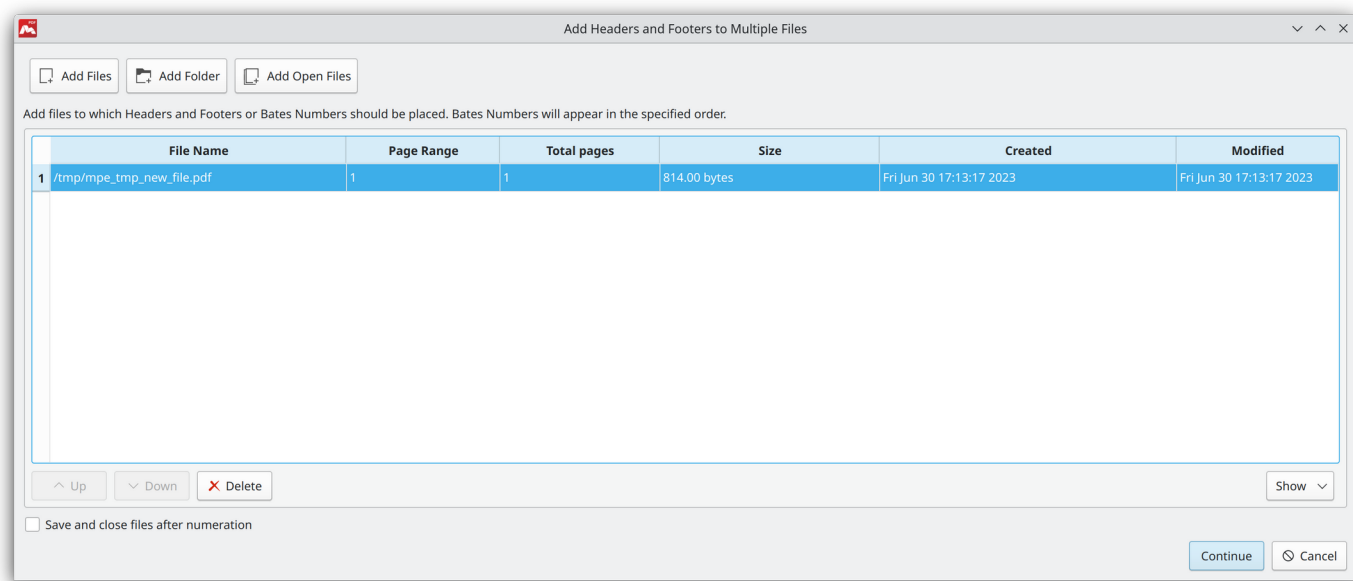 PDF
Add Headers and Footers to Multiple Files
Add Files Add Folder Add Open Files
Add files to which Headers and Footers or Bates Numbers should be placed. Bates Numbers will appear in the specified order.
File Name Page Range Total pages Size Created Modified
1 /tmp/mpe_tmp_new_file.pdf 1 1 814.00 bytes Fri Jun 30 17:13:17 2023 Fri Jun 30 17:13:17 2023
Up Down Delete Show
Save and close files after numeration
Continue Cancel